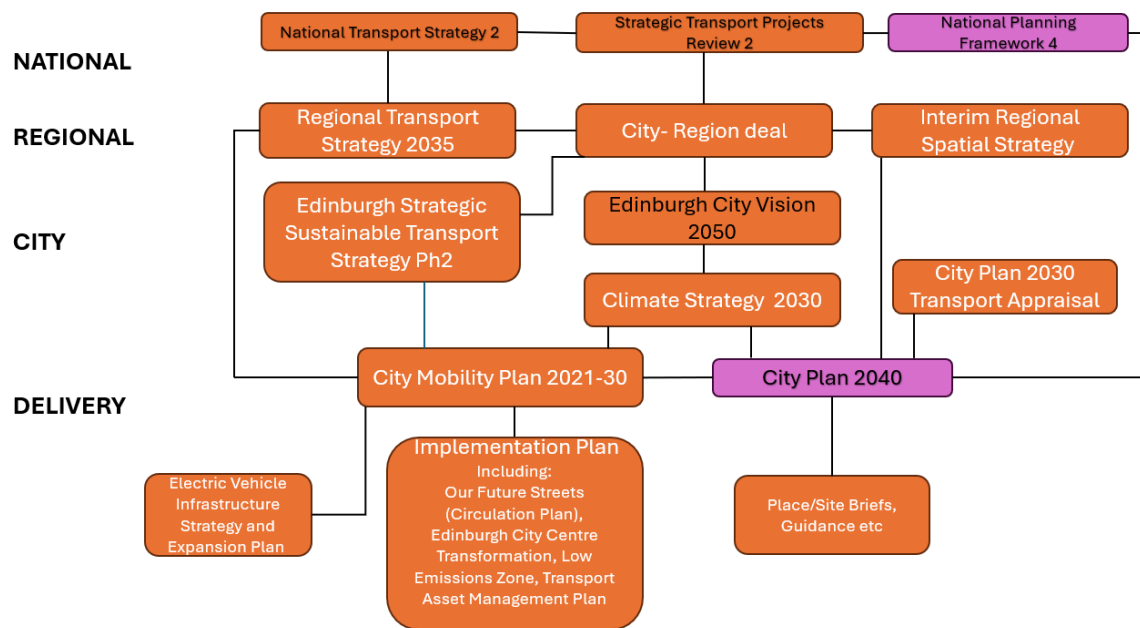 NATIONAL
National Transport Strategy 2
Strategic Transport Projects
Review 2
National Planning
Framework 4
REGIONAL
Regional Transport
Strategy 2035
City- Region deal
Interim Regional
Spatial Strategy
CITY
Edinburgh Strategic
Sustainable Transport
Strategy Ph2
Edinburgh City Vision
2050
Climate Strategy 2030
City Plan 2030
Transport Appraisal
DELIVERY
City Mobility Plan 2021-30
City Plan 2040
Electric Vehicle
Infrastructure
Strategy and
Expansion Plan
Implementation Plan
Including:
Our Future Streets
(Circulation Plan),
Edinburgh City Centre
Transformation, Low
Emissions Zone, Transport
Asset Management Plan
Place/Site Briefs,
Guidance etc